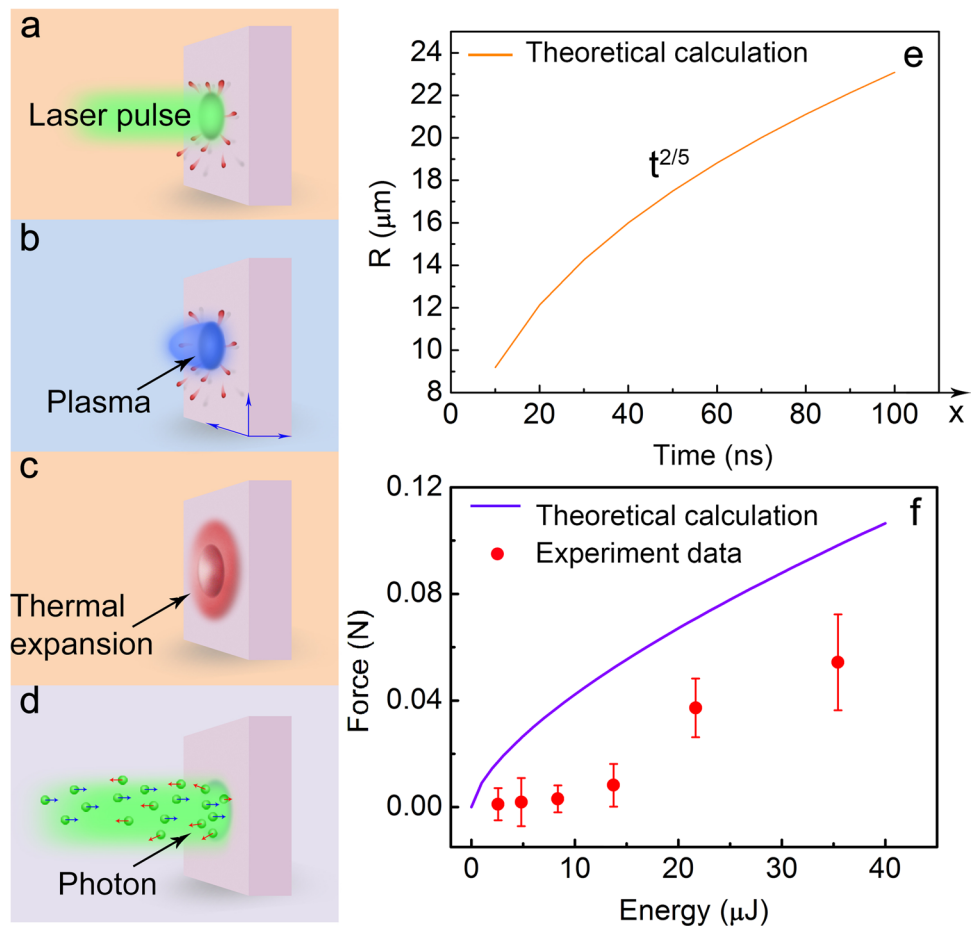 a
Laser pulse
b
Plasma
c
Thermal
expansion
d
Photon
e
Theoretical calculation
t2/5
R (μm)
24
22
20
18
16
14
12
10
8
0 20 40 60 80 100 x
Time (ns)
f
Theoretical calculation
Experiment data
Force (N)
0.12
0.08
0.04
0.00
0 10 20 30 40
Energy (μJ)